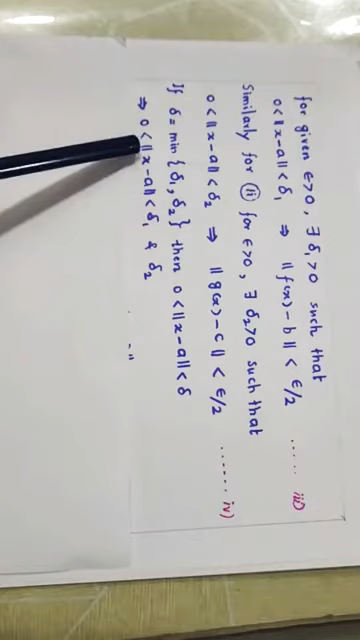 for given ε>0, ∃ δ₁>0 such that
0<||x-a||<δ₁ ⇒ ||f(x)-b||<ε/2 ...... iii)
Similarly for (ii) for ε>0, ∃ δ₂>0 such that
0<||x-a||<δ₂ ⇒ ||g(x)-c||<ε/2 ....... iv)
If δ=min{δ₁,δ₂} then 0<||x-a||<δ
⇒ 0<||x-a||<δ₁ & δ₂